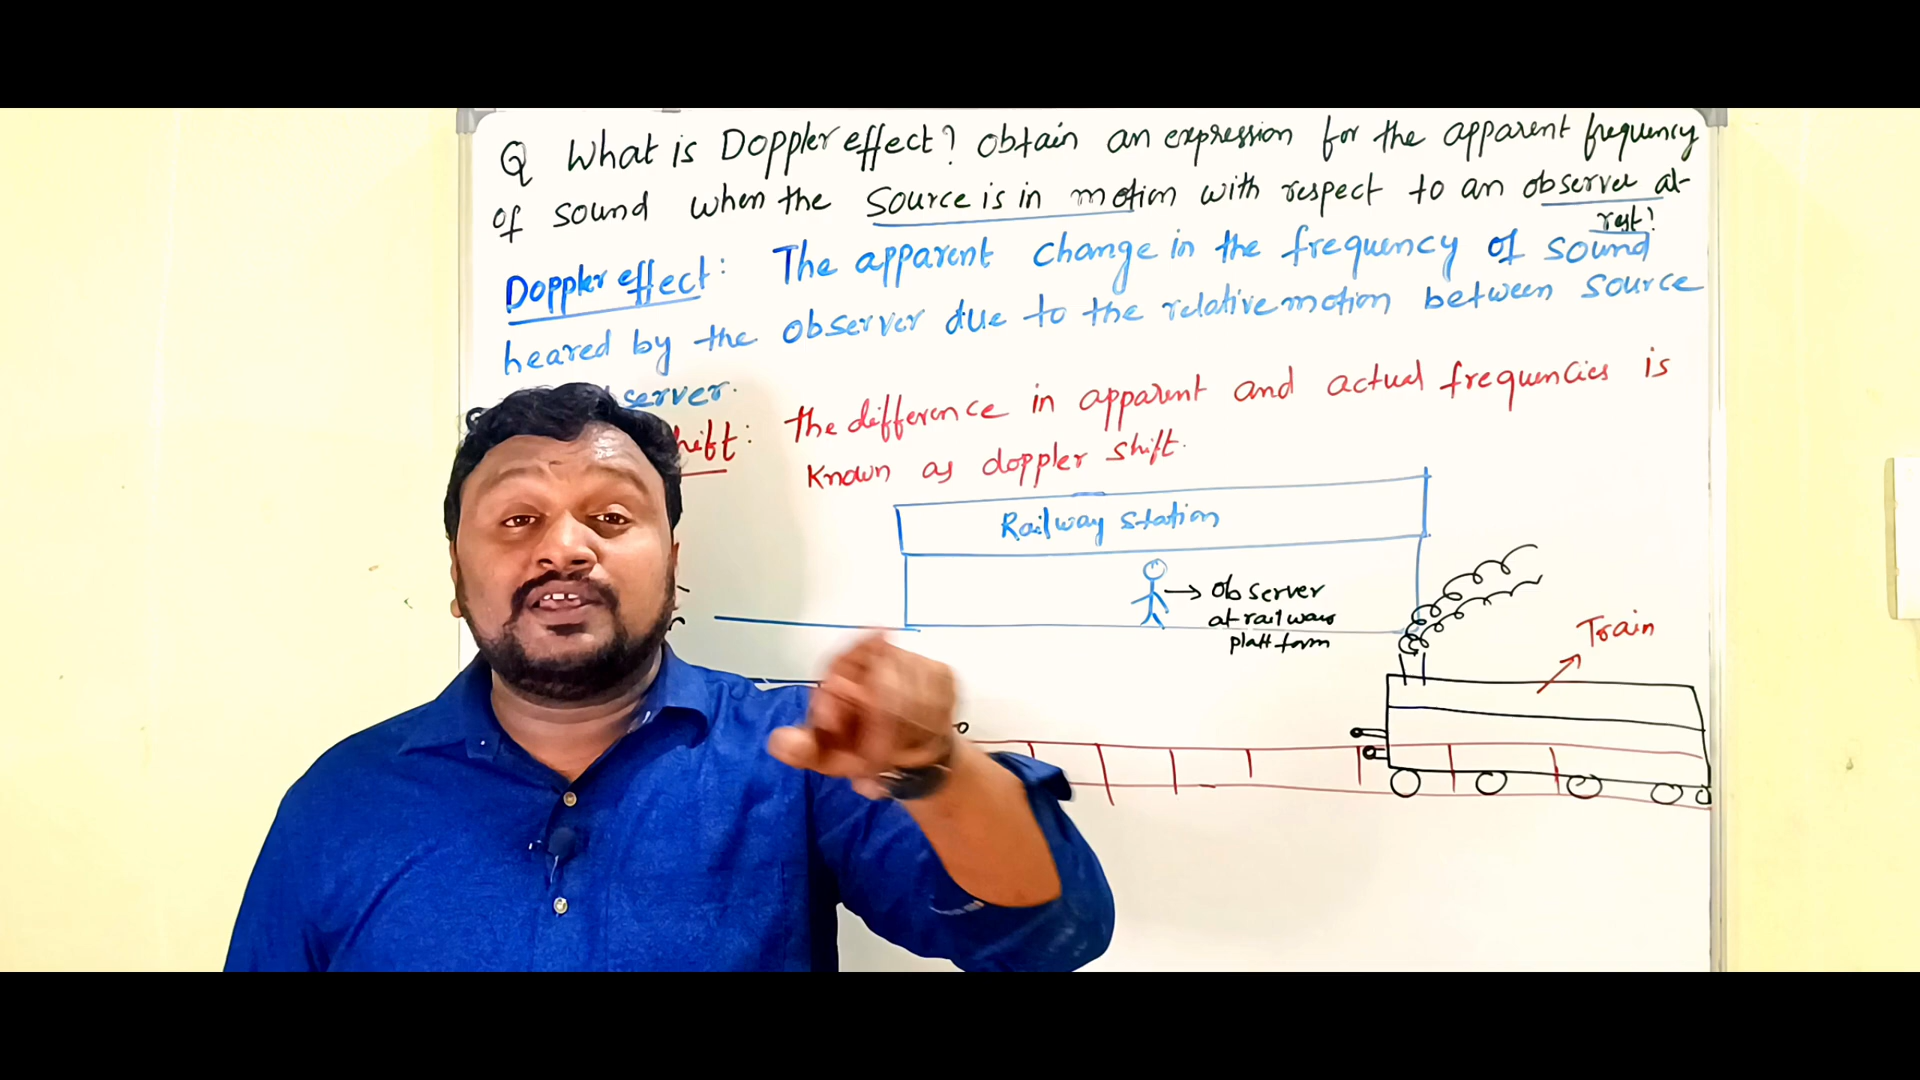 Q What is Doppler effect? obtain an expression for the apparent frequency
of sound when the source is in motion with respect to an observer at
rest?
Doppler effect: The apparent change in the frequency of sound
heared by the observer due to the relative motion between source
server.
hift: the difference in apparent and actual frequencies is
known as doppler shift.
Railway station
→ observer
at railway
platform
Train